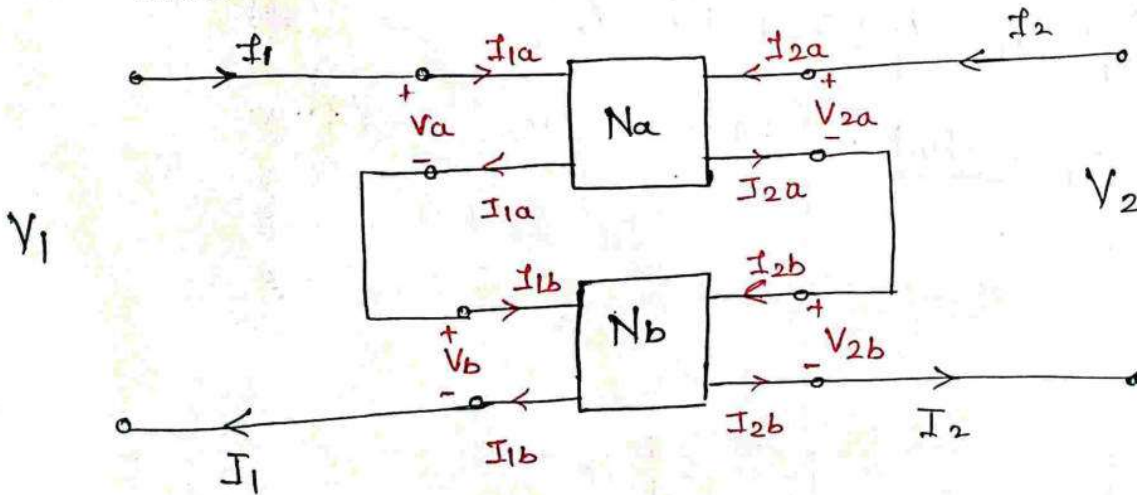 I1 I1a I2a I2
+ Va - Na + V2a -
I1a I2a
V1 V2
I1b I2b
+ Vb - Nb + V2b -
I1b I2b
I1 I2